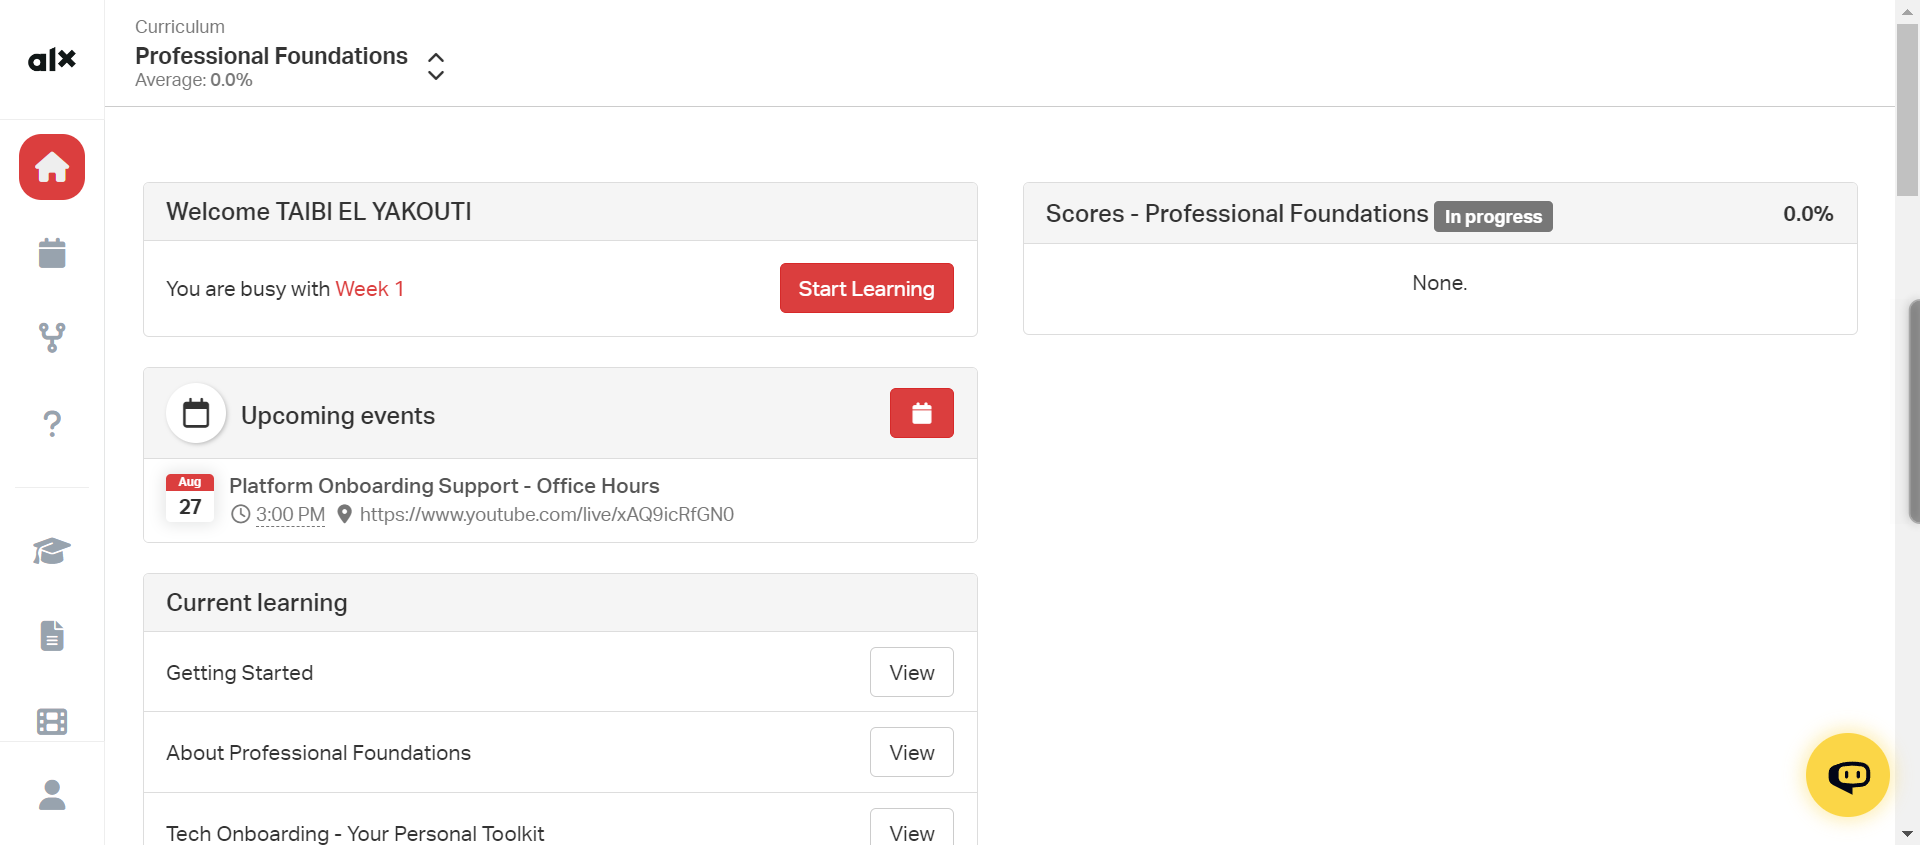 alx
Curriculum
Professional Foundations
Average: 0.0%
Welcome TAIBI EL YAKOUTI
You are busy with Week 1
Start Learning
Upcoming events
Aug
27
Platform Onboarding Support - Office Hours
3:00 PM https://www.youtube.com/live/xAQ9icRfGN0
Current learning
Getting Started
View
About Professional Foundations
View
Tech Onboarding - Your Personal Toolkit
View
Scores - Professional Foundations In progress 0.0%
None.